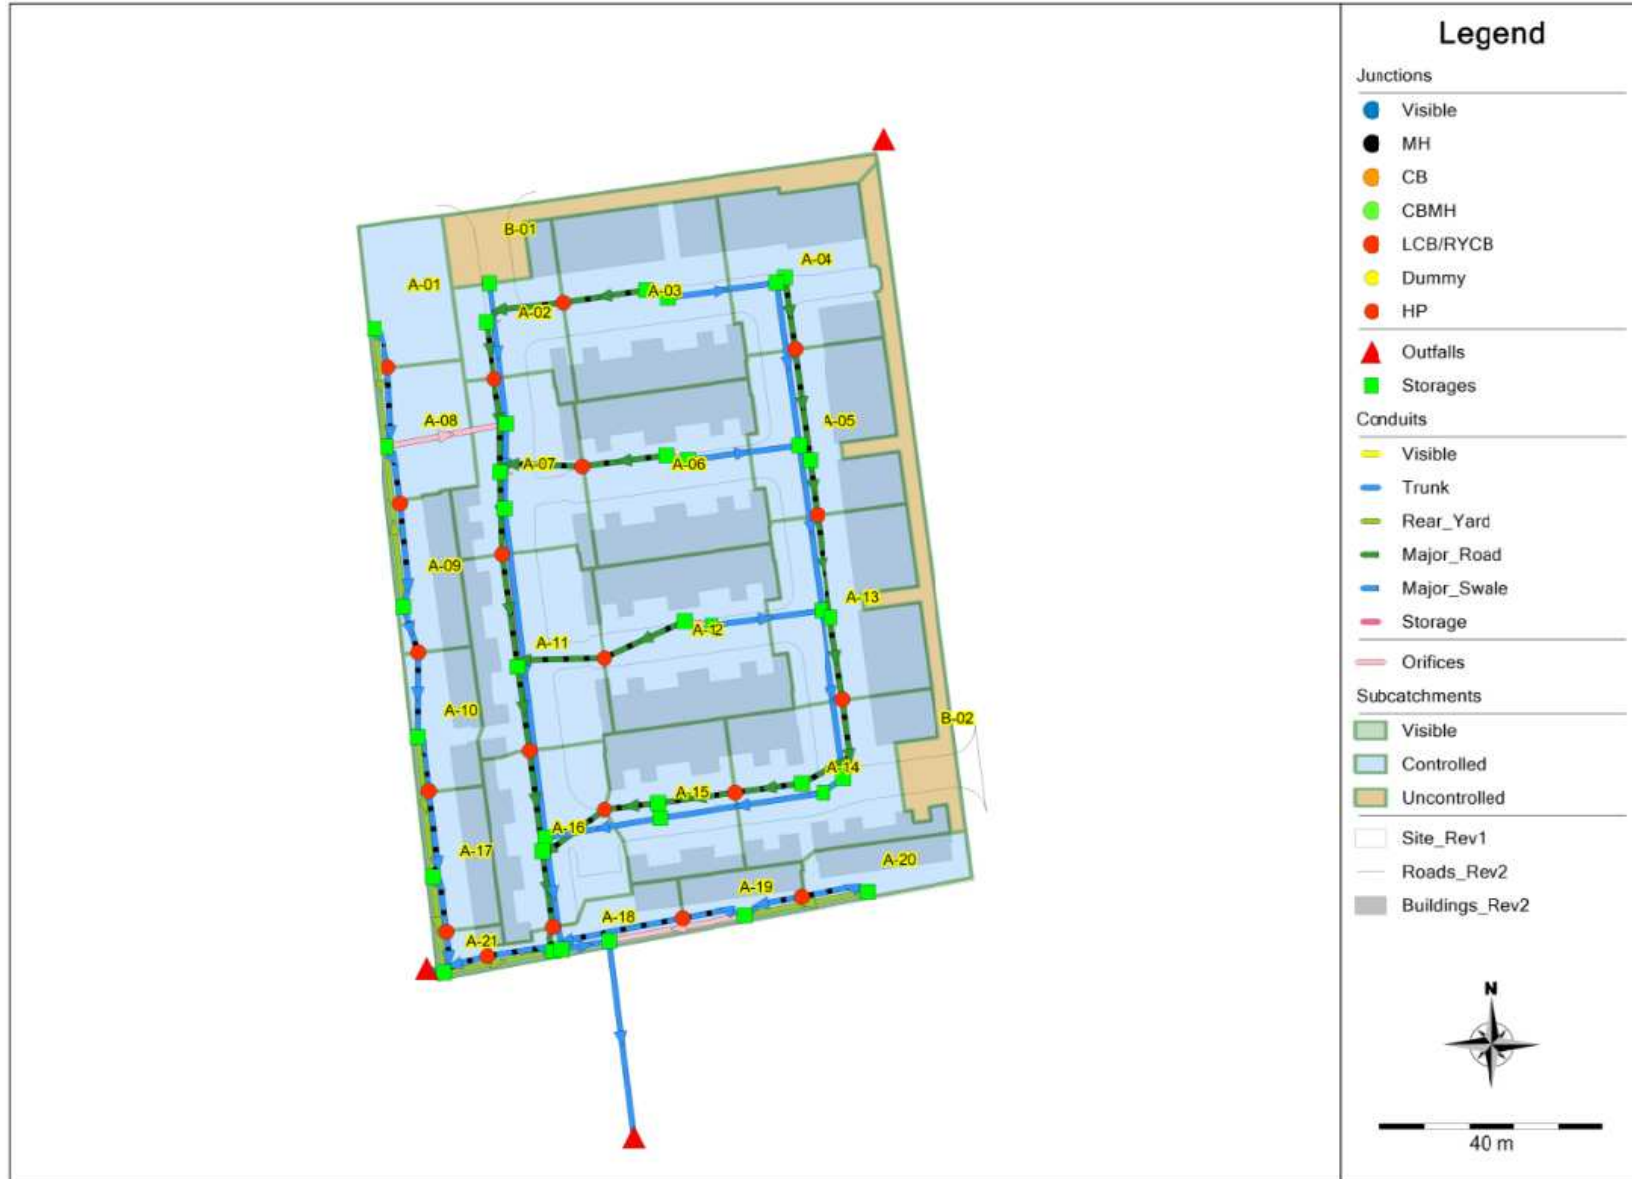 Legend
Junctions
Visible
MH
CB
CBMH
LCB/RYCB
Dummy
HP
Outfalls
Storages
Conduits
Visible
Trunk
Rear_Yard
Major_Road
Major_Swale
Storage
Orifices
Subcatchments
Visible
Controlled
Uncontrolled
Site_Rev1
Roads_Rev2
Buildings_Rev2
N
40 m
B-01
A-04
A-01
A-03
A-02
A-08
A-05
A-07
A-06
A-09
A-13
A-12
A-11
A-10
B-02
A-14
A-15
A-16
A-17
A-20
A-19
A-18
A-21